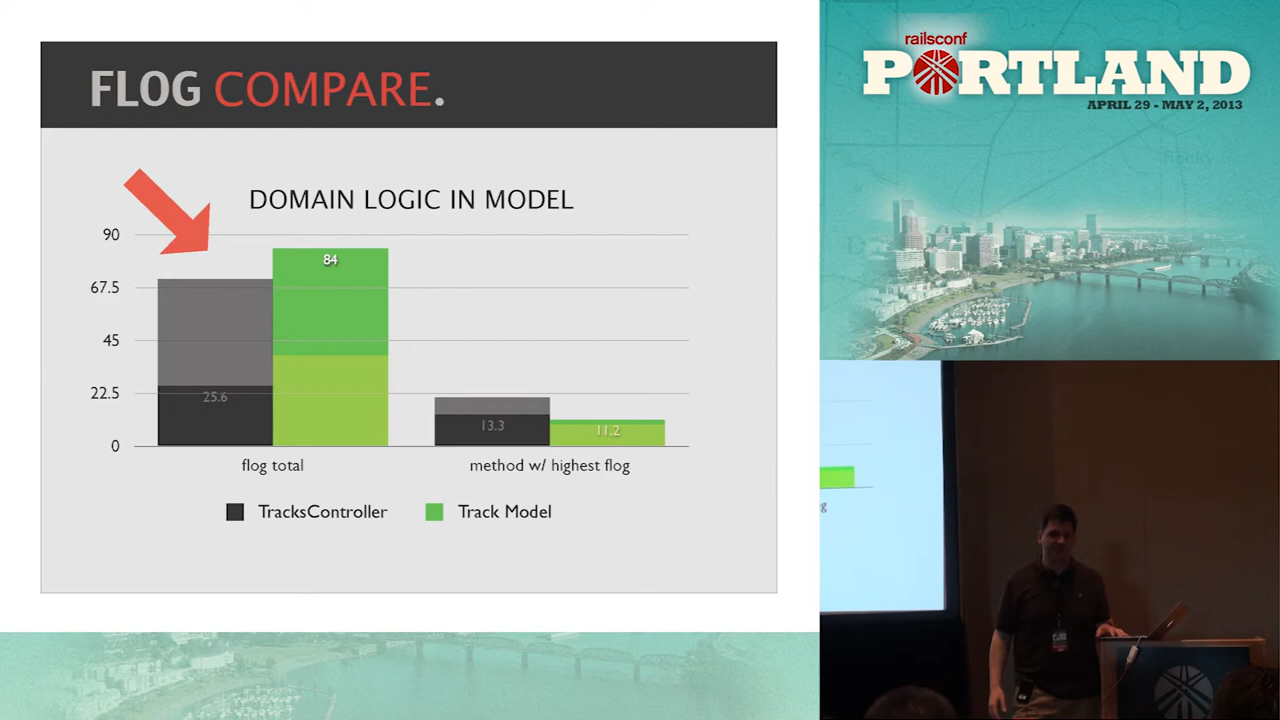 FLOG COMPARE.
DOMAIN LOGIC IN MODEL
90
67.5
45
22.5
0
84
25.6
13.3
11.2
flog total
method w/ highest flog
TracksController
Track Model
railsconf
PORTLAND
APRIL 29 - MAY 2, 2013